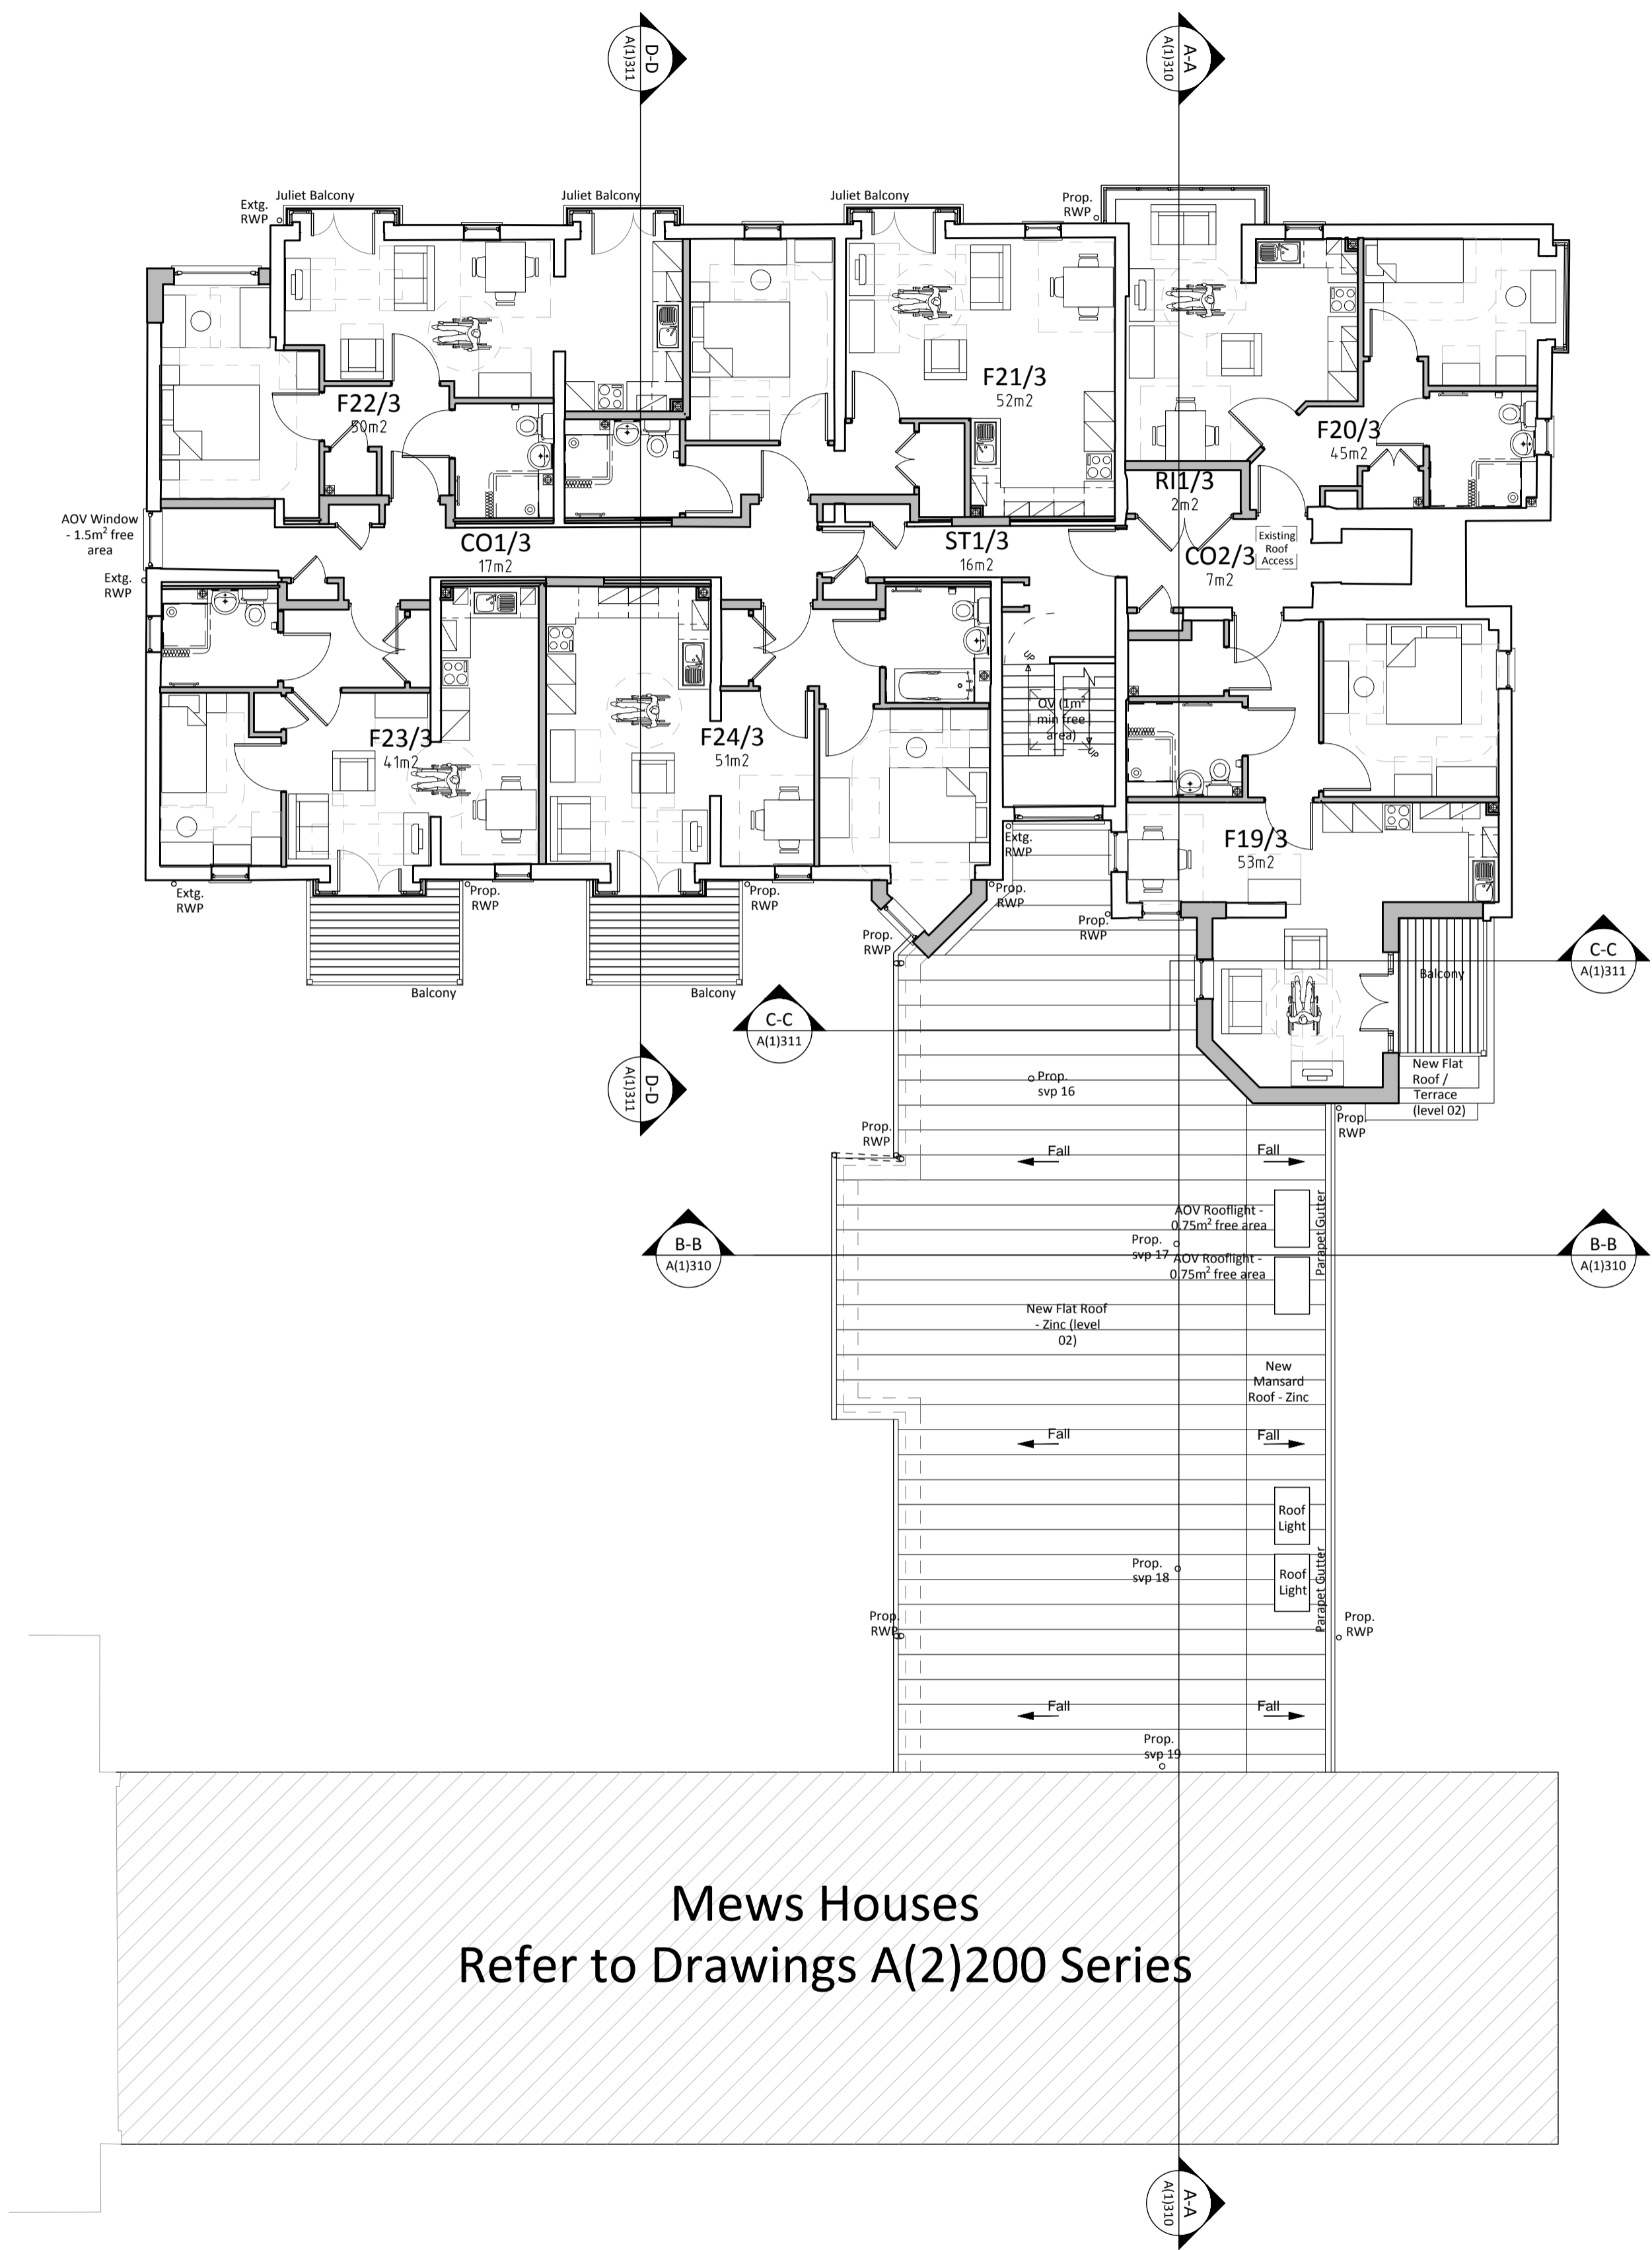 D-D
A(1)311
A-A
A(1)310
Juliet Balcony
Juliet Balcony
Juliet Balcony
Extg.
RWP
Prop.
RWP
F22/3
50m2
F21/3
52m2
F20/3
45m2
RI1/3
2m2
AOV Window
- 1.5m² free
area
CO1/3
17m2
ST1/3
16m2
CO2/3
7m2
Existing
Roof
Access
Extg.
RWP
UP
OV (1m²
min free
area)
UP
F23/3
41m2
F24/3
51m2
F19/3
53m2
Extg.
RWP
Extg.
RWP
Prop.
RWP
Prop.
RWP
Prop.
RWP
Prop.
RWP
Prop.
RWP
Balcony
Balcony
Balcony
C-C
A(1)311
C-C
A(1)311
D-D
A(1)311
New Flat
Roof /
Terrace
(level 02)
Prop.
svp 16
Prop.
RWP
Prop.
RWP
Fall
Fall
AOV Rooflight -
0.75m² free area
Parapet Gutter
Prop.
svp 17
AOV Rooflight -
0.75m² free area
B-B
A(1)310
B-B
A(1)310
New Flat Roof
- Zinc (level
02)
New
Mansard
Roof - Zinc
Fall
Fall
Roof
Light
Prop.
svp 18
Roof
Light
Parapet Gutter
Prop.
RWP
Prop.
RWP
Fall
Fall
Prop.
svp 19
Mews Houses
Refer to Drawings A(2)200 Series
A-A
A(1)310